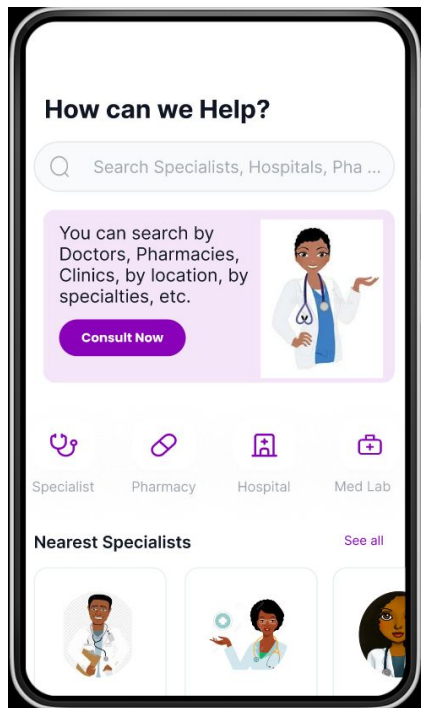 How can we Help?
Search Specialists, Hospitals, Pha ...
You can search by
Doctors, Pharmacies,
Clinics, by location, by
specialties, etc.
Consult Now
Specialist
Pharmacy
Hospital
Med Lab
Nearest Specialists
See all